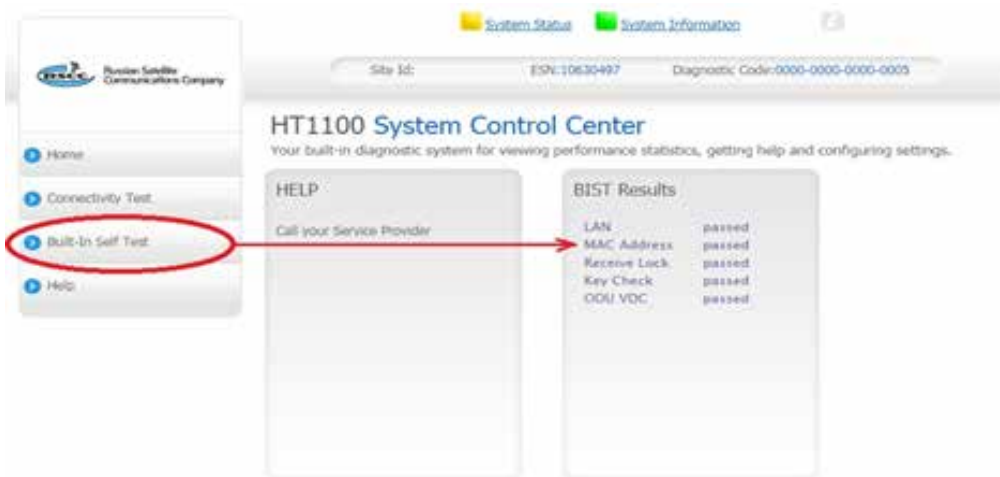 System Status
System Information
RSCC Russian Satellite
Communications Company
Site Id:
ESN:10630497
Diagnostic Code:0000-0000-0000-0005
HT1100 System Control Center
Your built-in diagnostic system for viewing performance statistics, getting help and configuring settings.
Home
Connectivity Test
Built-In Self Test
Help
HELP
Call your Service Provider
BIST Results
LAN passed
MAC Address passed
Receive Lock passed
Key Check passed
ODU VDC passed